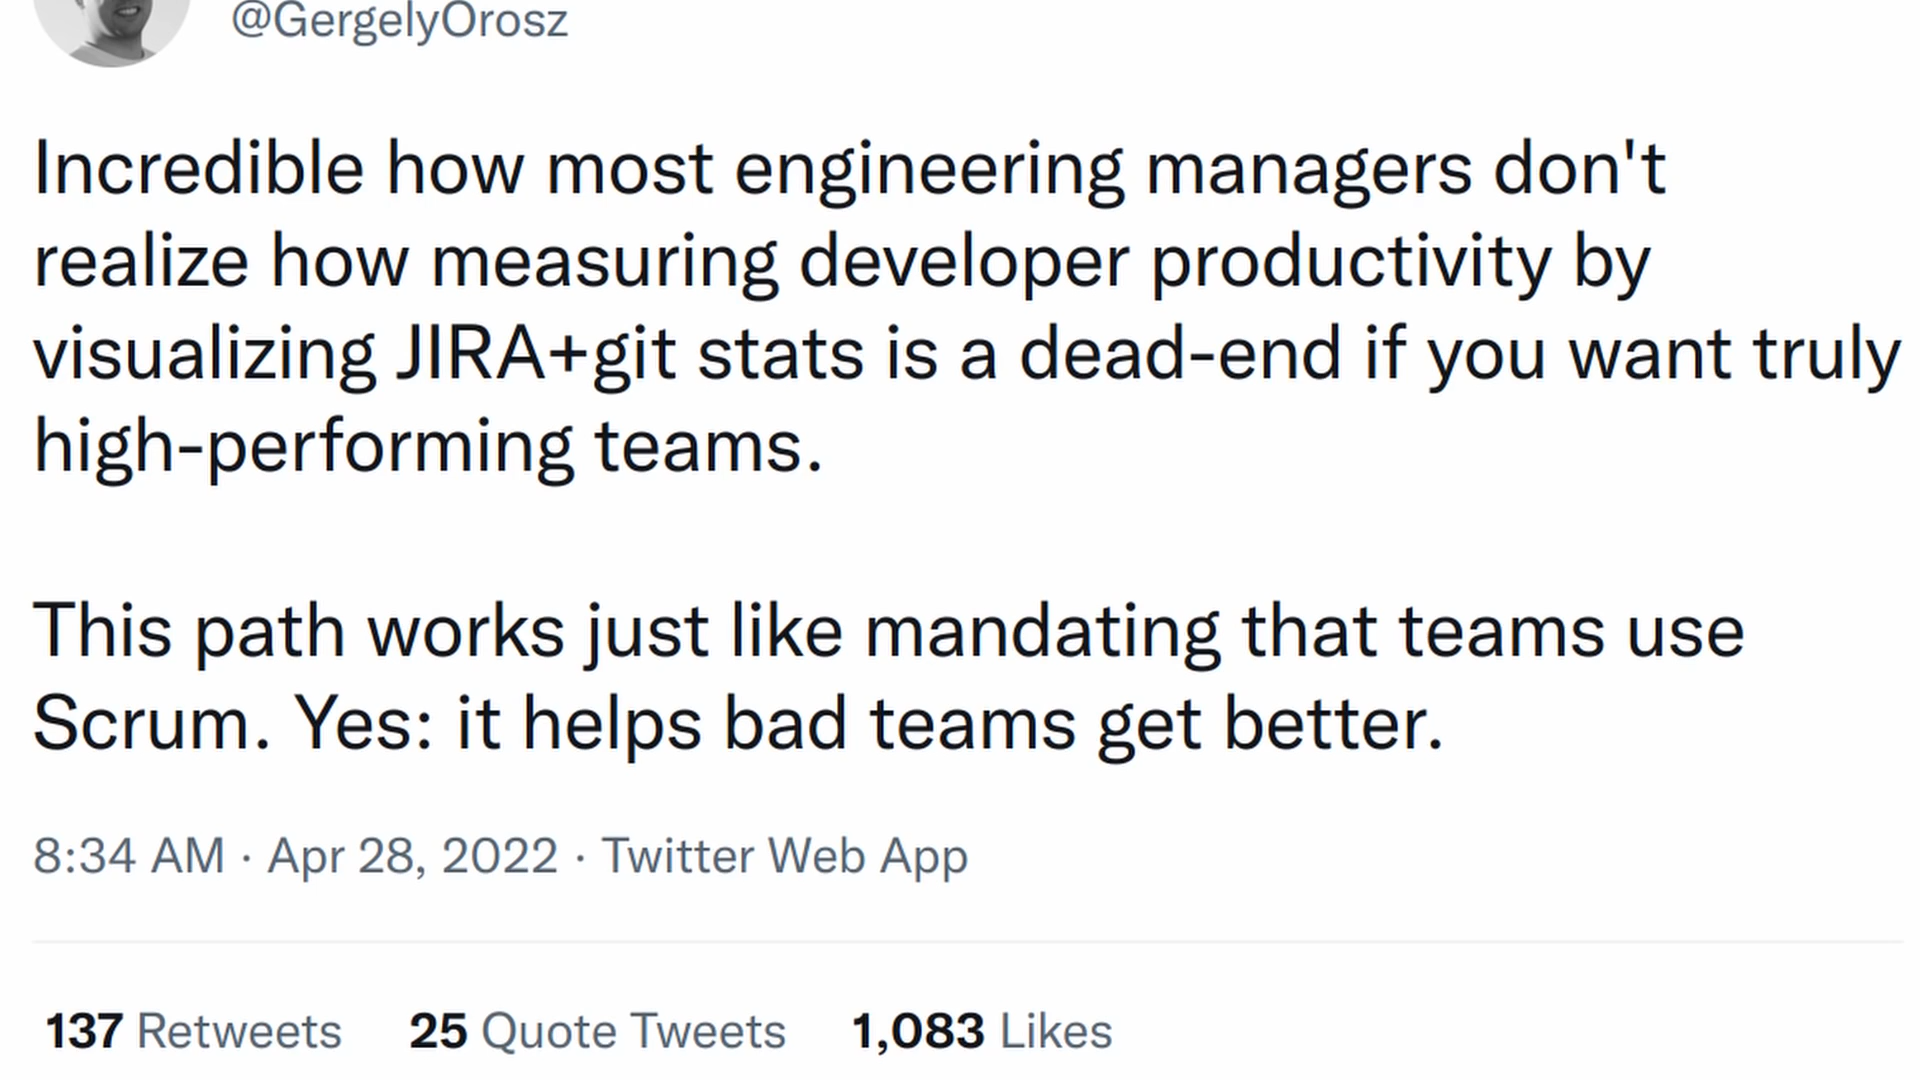 @GergelyOrosz
Incredible how most engineering managers don't
realize how measuring developer productivity by
visualizing JIRA+git stats is a dead-end if you want truly
high-performing teams.
This path works just like mandating that teams use
Scrum. Yes: it helps bad teams get better.
8:34 AM · Apr 28, 2022 · Twitter Web App
137 Retweets 25 Quote Tweets 1,083 Likes